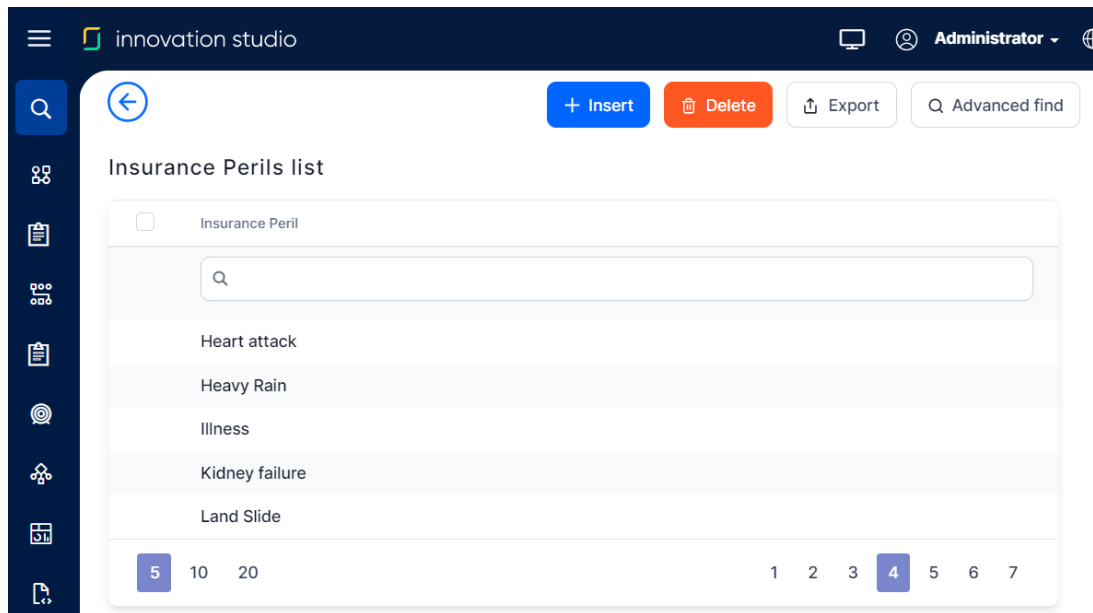 innovation studio
Administrator
Insert
Delete
Export
Advanced find
Insurance Perils list
Insurance Peril
Heart attack
Heavy Rain
Illness
Kidney failure
Land Slide
5 10 20 1 2 3 4 5 6 7